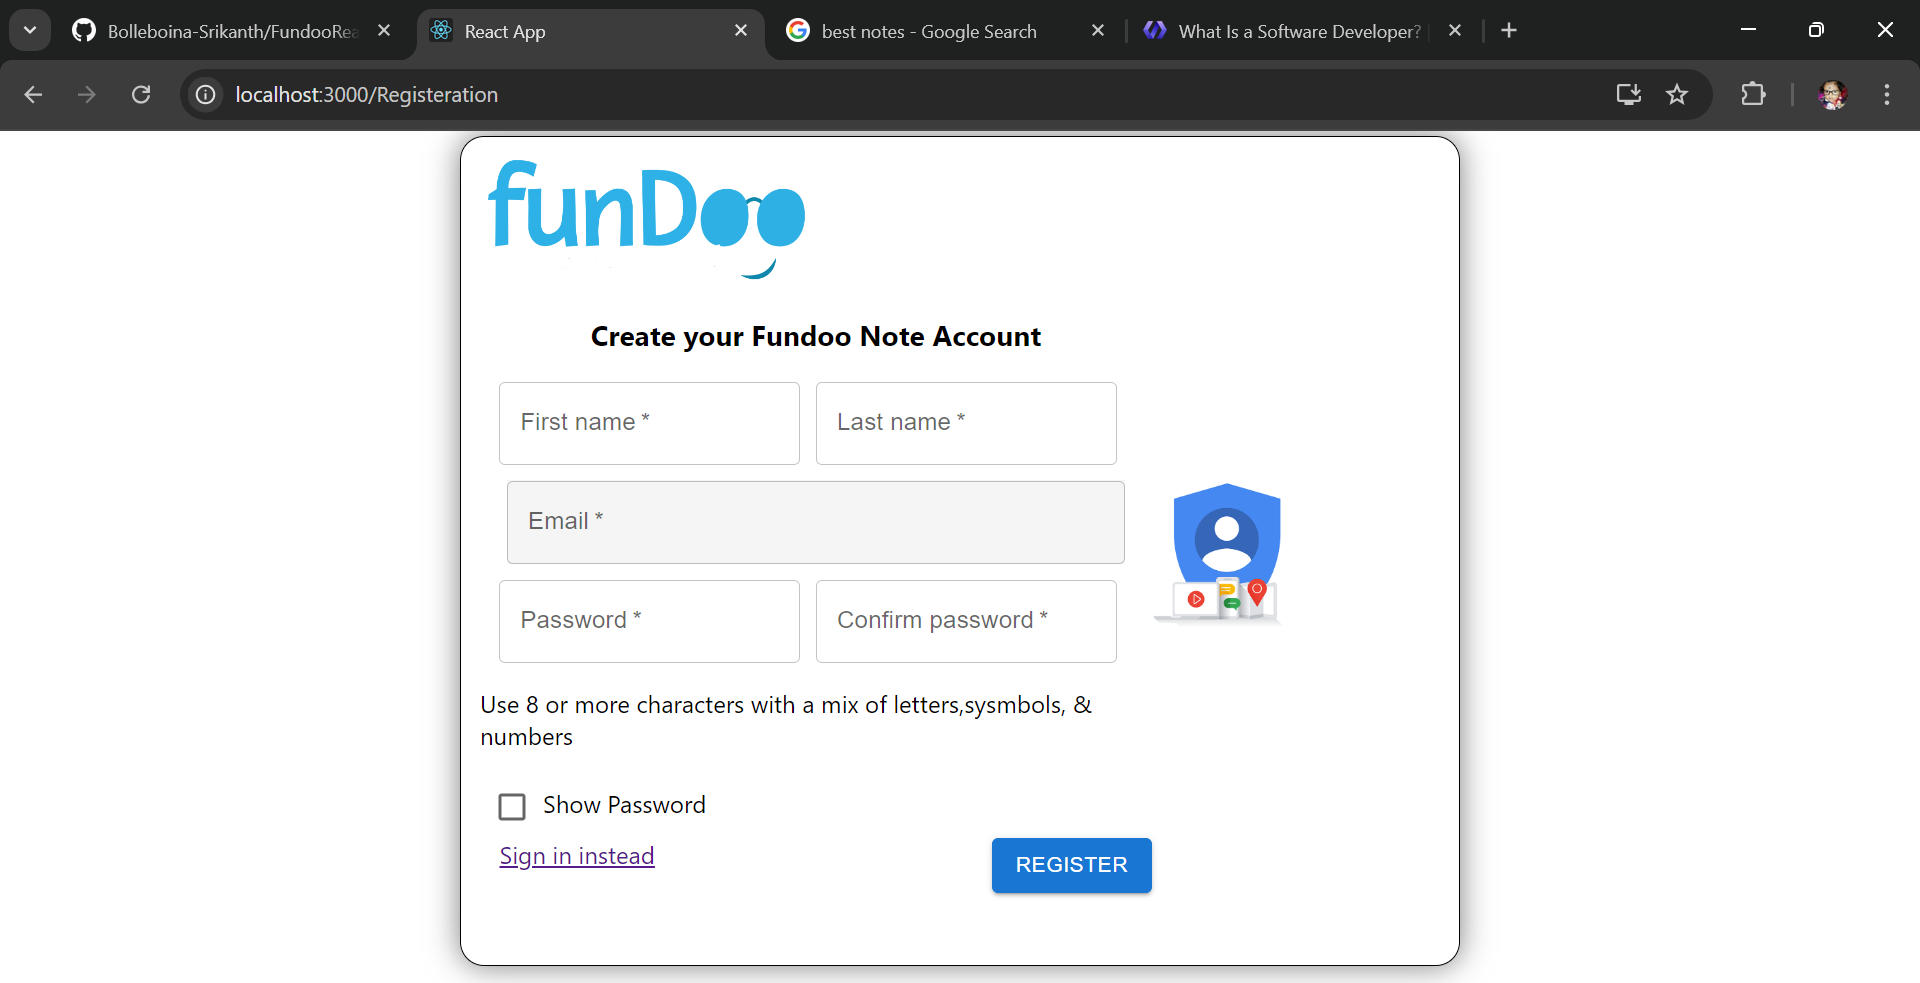 Bolleboina-Srikanth/FundooRea
React App
best notes - Google Search
What Is a Software Developer?
localhost:3000/Registeration
funDoo
Create your Fundoo Note Account
First name *
Last name *
Email *
Password *
Confirm password *
Use 8 or more characters with a mix of letters,sysmbols, &
numbers
Show Password
Sign in instead
REGISTER